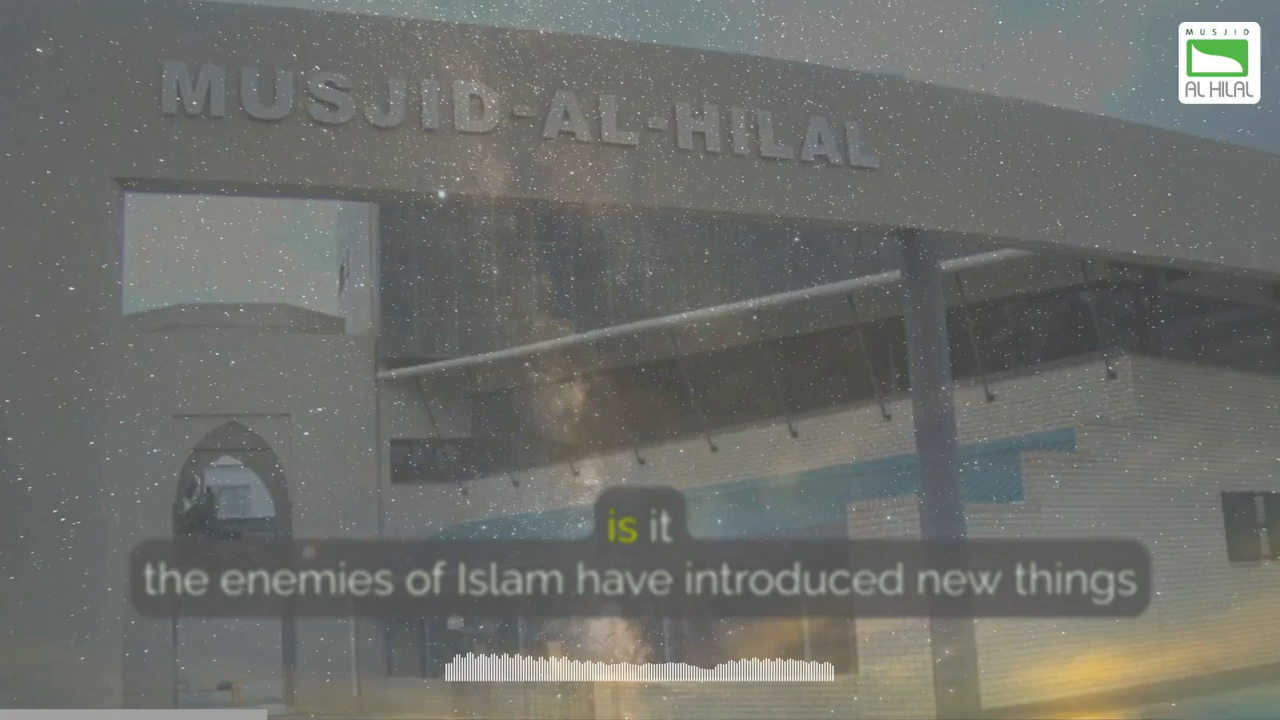 MUSJID-AL-HILAL
MUSJID
AL HILAL
is it
the enemies of Islam have introduced new things